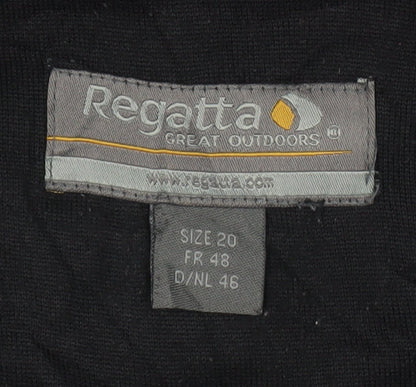 Regatta
GREAT OUTDOORS
www.regatta.com
SIZE 20
FR 48
D/NL 46